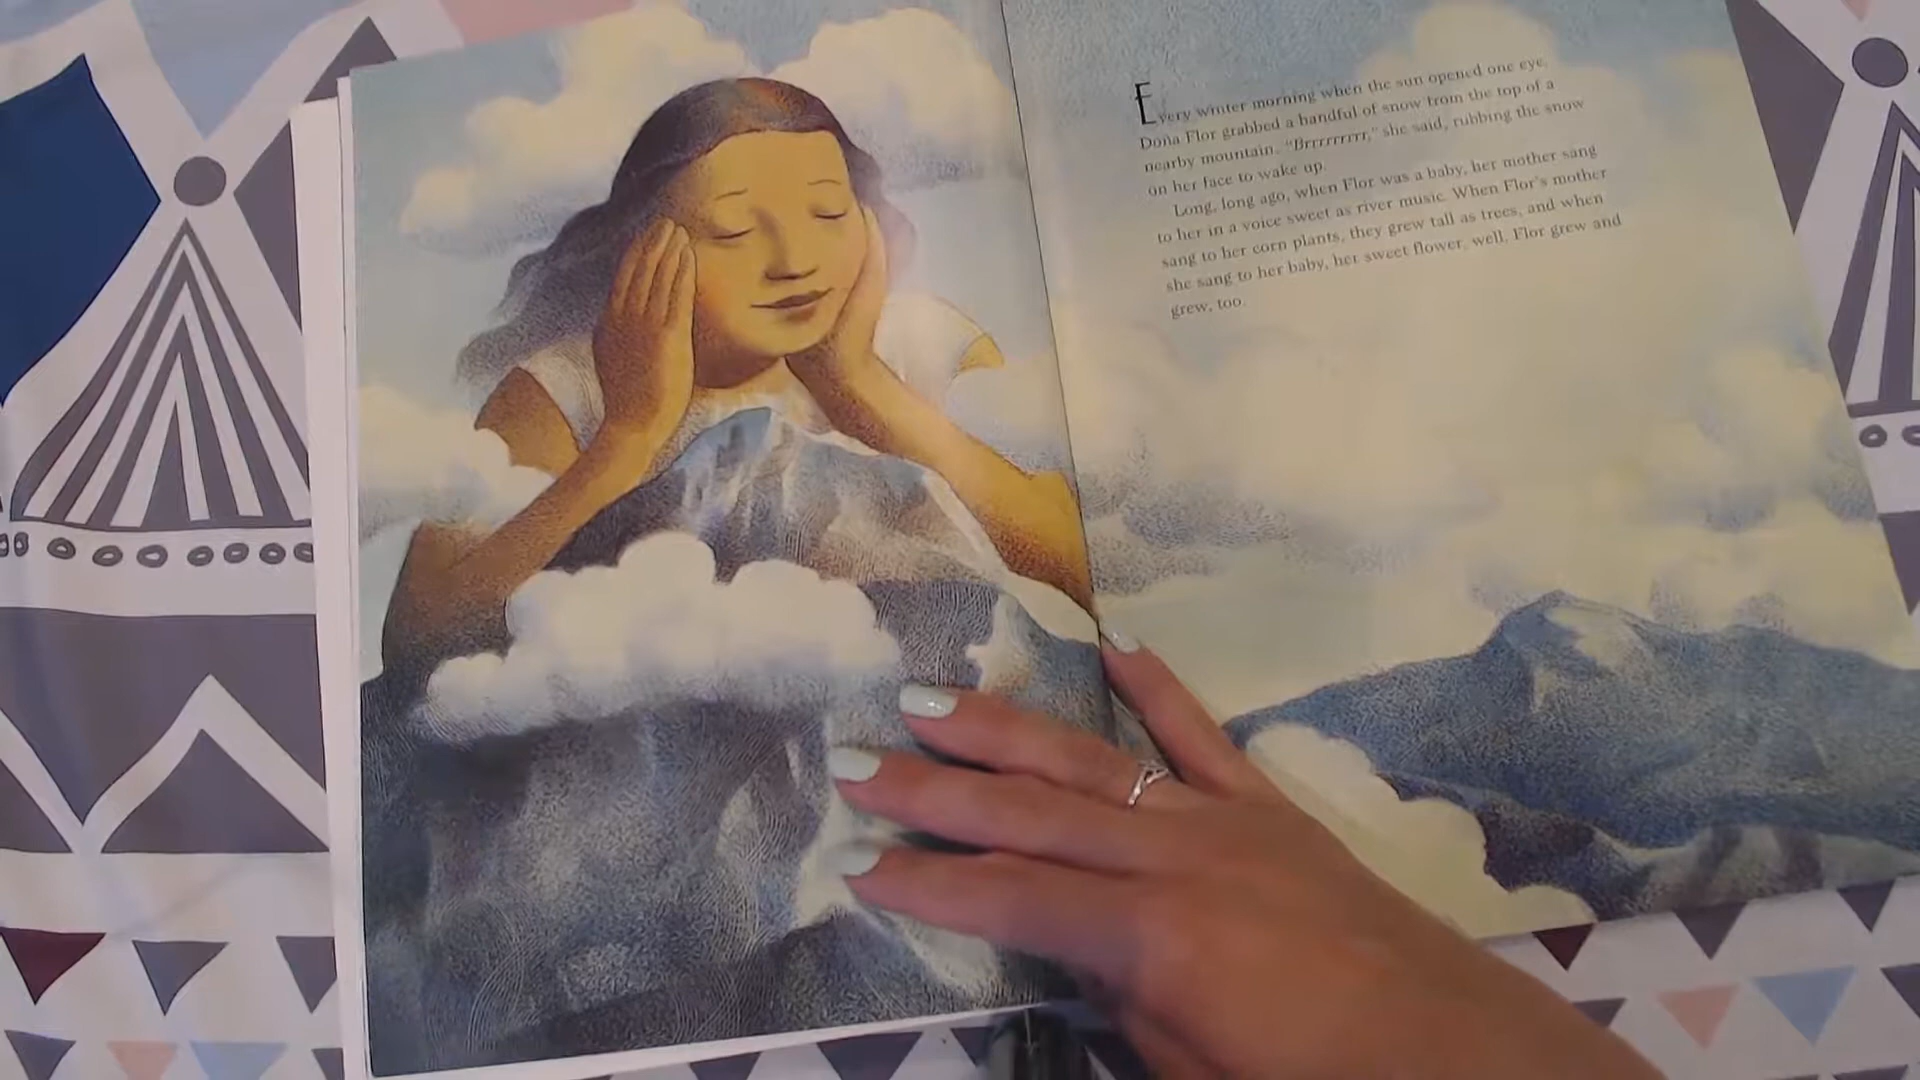 Every winter morning when the sun opened one eye,
Doña Flor grabbed a handful of snow from the top of a
nearby mountain. "Brrrrrrrr," she said, rubbing the snow
on her face to wake up.
Long, long ago, when Flor was a baby, her mother sang
to her in a voice sweet as river music. When Flor's mother
sang to her corn plants, they grew tall as trees, and when
she sang to her baby, her sweet flower, well, Flor grew and
grew, too.